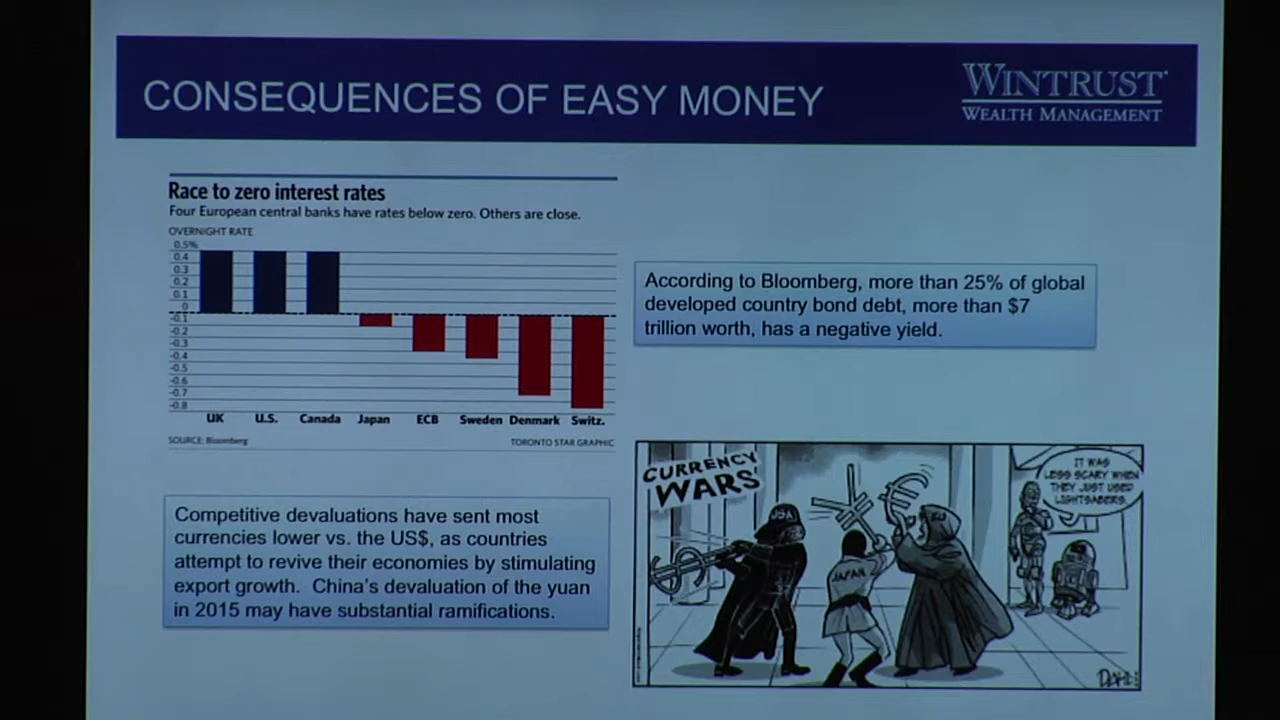 CONSEQUENCES OF EASY MONEY
WINTRUST
WEALTH MANAGEMENT
Race to zero interest rates
Four European central banks have rates below zero. Others are close.
OVERNIGHT RATE
0.5%
0.4
0.3
0.2
0.1
0
-0.1
-0.2
-0.3
-0.4
-0.5
-0.6
-0.7
-0.8
UK U.S. Canada Japan ECB Sweden Denmark Switz.
SOURCE: Bloomberg TORONTO STAR GRAPHIC
According to Bloomberg, more than 25% of global
developed country bond debt, more than $7
trillion worth, has a negative yield.
Competitive devaluations have sent most
currencies lower vs. the US$, as countries
attempt to revive their economies by stimulating
export growth. China's devaluation of the yuan
in 2015 may have substantial ramifications.
CURRENCY
WARS
IT WAS
LESS SCARY WHEN
THEY JUST USED
LIGHTSABERS.
USA
JAPAN
EU
$
¥
€